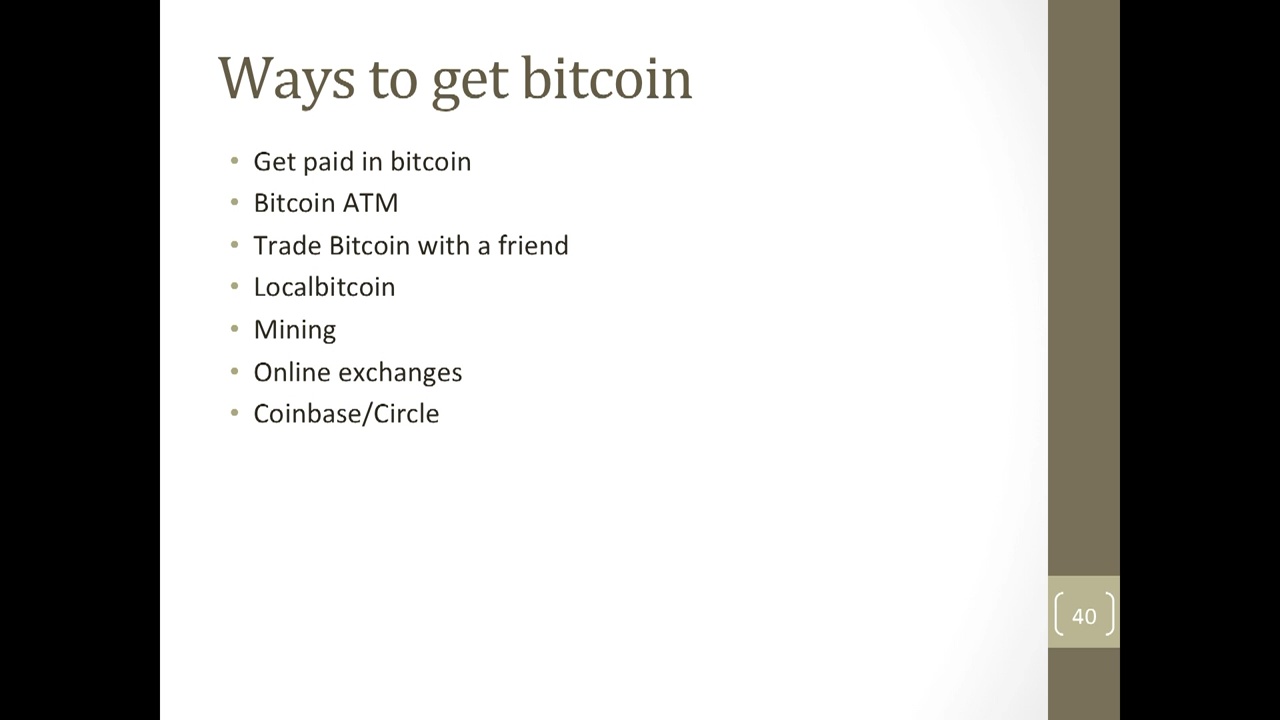 Ways to get bitcoin
• Get paid in bitcoin
• Bitcoin ATM
• Trade Bitcoin with a friend
• Localbitcoin
• Mining
• Online exchanges
• Coinbase/Circle
40